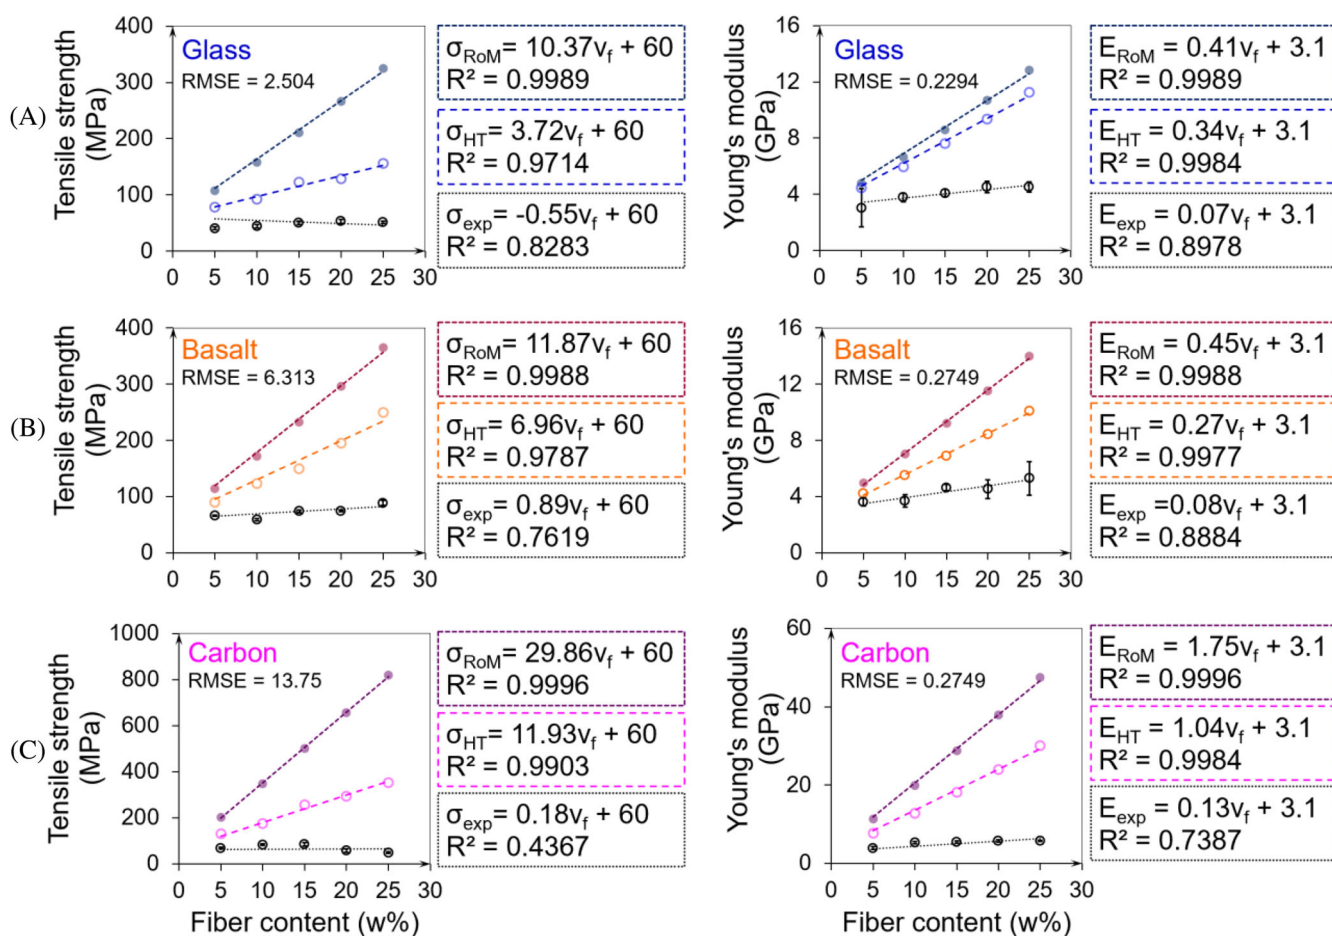 (A)
Tensile strength
(MPa)
400
300
200
100
0
0 5 10 15 20 25 30
Glass
RMSE = 2.504
σRoM= 10.37vf + 60
R² = 0.9989
σHT = 3.72vf + 60
R² = 0.9714
σexp = -0.55vf + 60
R² = 0.8283
Young's modulus
(GPa)
16
12
8
4
0
0 5 10 15 20 25 30
Glass
RMSE = 0.2294
ERoM = 0.41vf + 3.1
R² = 0.9989
EHT = 0.34vf + 3.1
R² = 0.9984
Eexp = 0.07vf + 3.1
R² = 0.8978
(B)
Tensile strength
(MPa)
400
300
200
100
0
0 5 10 15 20 25 30
Basalt
RMSE = 6.313
σRoM= 11.87vf + 60
R² = 0.9988
σHT = 6.96vf + 60
R² = 0.9787
σexp = 0.89vf + 60
R² = 0.7619
Young's modulus
(GPa)
16
12
8
4
0
0 5 10 15 20 25 30
Basalt
RMSE = 0.2749
ERoM = 0.45vf + 3.1
R² = 0.9988
EHT = 0.27vf + 3.1
R² = 0.9977
Eexp =0.08vf + 3.1
R² = 0.8884
(C)
Tensile strength
(MPa)
1000
800
600
400
200
0
0 5 10 15 20 25 30
Fiber content (w%)
Carbon
RMSE = 13.75
σRoM= 29.86vf + 60
R² = 0.9996
σHT = 11.93vf + 60
R² = 0.9903
σexp = 0.18vf + 60
R² = 0.4367
Young's modulus
(GPa)
60
40
20
0
0 5 10 15 20 25 30
Fiber content (w%)
Carbon
RMSE = 0.2749
ERoM = 1.75vf + 3.1
R² = 0.9996
EHT = 1.04vf + 3.1
R² = 0.9984
Eexp = 0.13vf + 3.1
R² = 0.7387